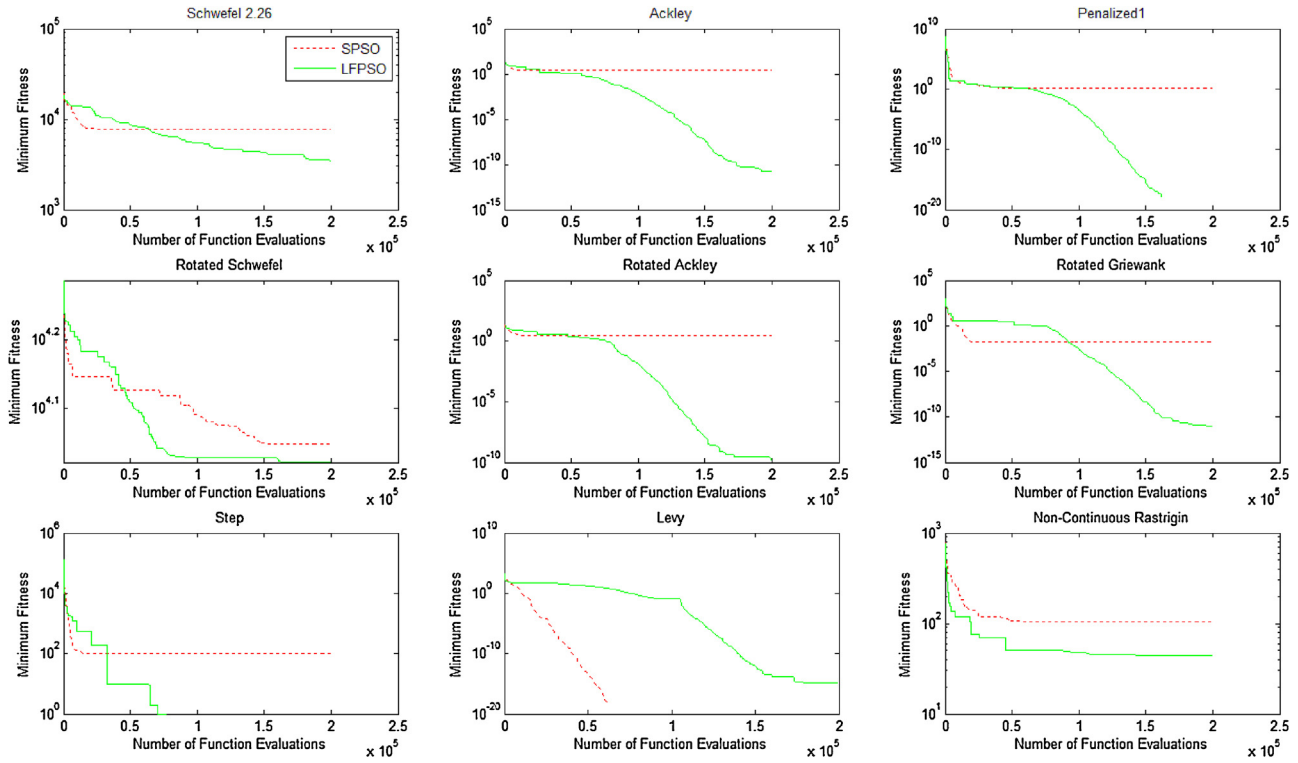 Schwefel 2.26
10^5
10^4
10^3
Minimum Fitness
SPSO
LFPSO
0 0.5 1 1.5 2 2.5
Number of Function Evaluations
x 10^5
Ackley
10^5
10^0
10^-5
10^-10
10^-15
Minimum Fitness
0 0.5 1 1.5 2 2.5
Number of Function Evaluations
x 10^5
Penalized1
10^10
10^0
10^-10
10^-20
Minimum Fitness
0 0.5 1 1.5 2 2.5
Number of Function Evaluations
x 10^5
Rotated Schwefel
10^4.2
10^4.1
Minimum Fitness
0 0.5 1 1.5 2 2.5
Number of Function Evaluations
x 10^5
Rotated Ackley
10^5
10^0
10^-5
10^-10
Minimum Fitness
0 0.5 1 1.5 2 2.5
Number of Function Evaluations
x 10^5
Rotated Griewank
10^5
10^0
10^-5
10^-10
10^-15
Minimum Fitness
0 0.5 1 1.5 2 2.5
Number of Function Evaluations
x 10^5
Step
10^6
10^4
10^2
10^0
Minimum Fitness
0 0.5 1 1.5 2 2.5
Number of Function Evaluations
x 10^5
Levy
10^10
10^0
10^-10
10^-20
Minimum Fitness
0 0.5 1 1.5 2
Number of Function Evaluations
x 10^5
Non-Continuous Rastrigin
10^3
10^2
10^1
Minimum Fitness
0 0.5 1 1.5 2 2.5
Number of Function Evaluations
x 10^5